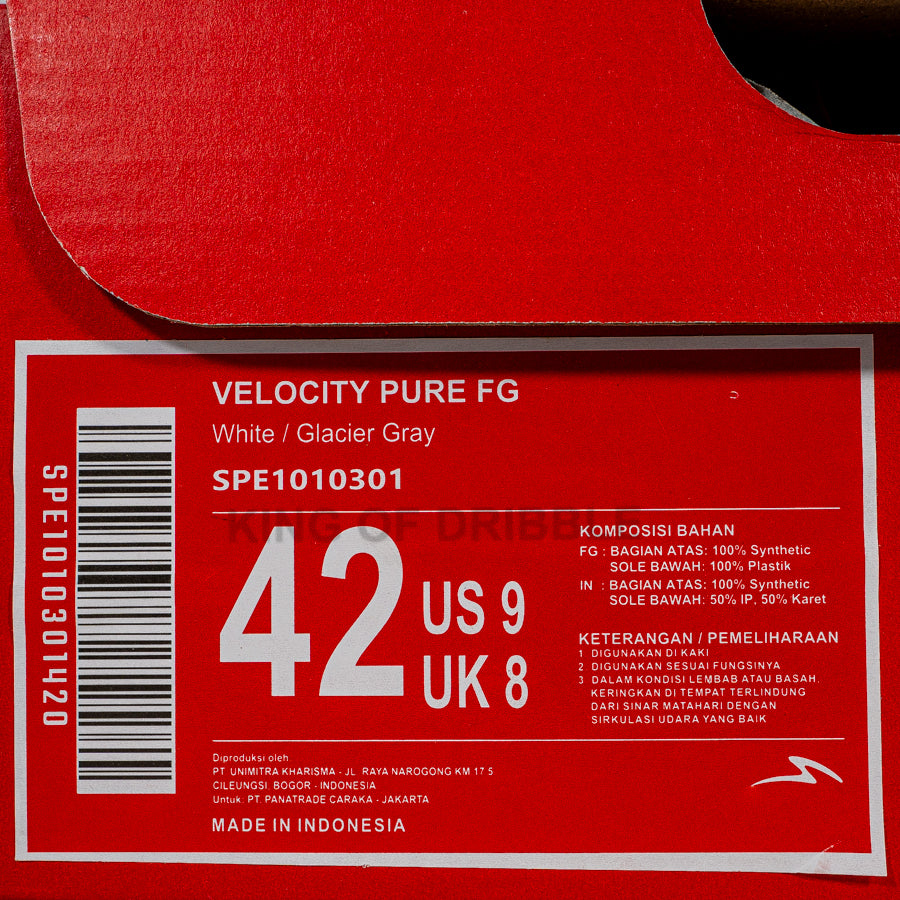 VELOCITY PURE FG
White / Glacier Gray
SPE1010301
SPE1010301420
KING OF DRIBBLE
42
US 9
UK 8
KOMPOSISI BAHAN
FG : BAGIAN ATAS: 100% Synthetic
SOLE BAWAH: 100% Plastik
IN : BAGIAN ATAS: 100% Synthetic
SOLE BAWAH: 50% IP, 50% Karet
KETERANGAN / PEMELIHARAAN
1 DIGUNAKAN DI KAKI
2 DIGUNAKAN SESUAI FUNGSINYA
3 DALAM KONDISI LEMBAB ATAU BASAH,
KERINGKAN DI TEMPAT TERLINDUNG
DARI SINAR MATAHARI DENGAN
SIRKULASI UDARA YANG BAIK
Diproduksi oleh
PT. UNIMITRA KHARISMA - JL. RAYA NAROGONG KM 17 5
CILEUNGSI, BOGOR - INDONESIA
Untuk: PT. PANATRADE CARAKA - JAKARTA
MADE IN INDONESIA